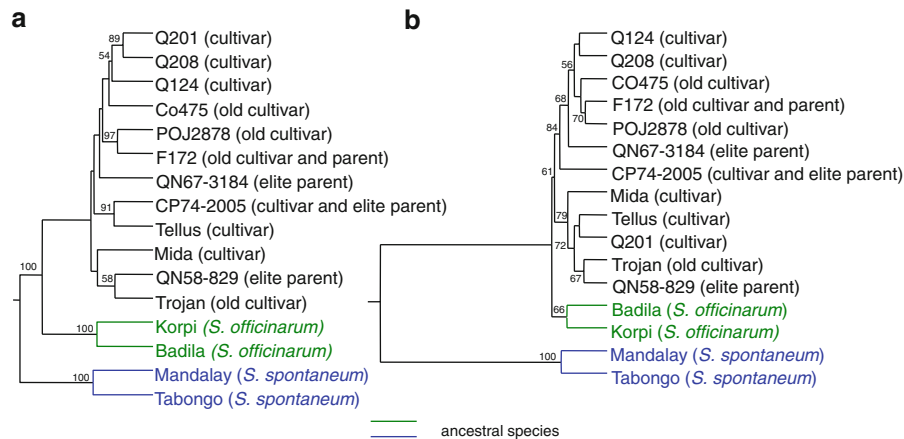 a
Q201 (cultivar)
Q208 (cultivar)
Q124 (cultivar)
Co475 (old cultivar)
POJ2878 (old cultivar)
F172 (old cultivar and parent)
QN67-3184 (elite parent)
CP74-2005 (cultivar and elite parent)
Tellus (cultivar)
Mida (cultivar)
QN58-829 (elite parent)
Trojan (old cultivar)
Korpi (S. officinarum)
Badila (S. officinarum)
Mandalay (S. spontaneum)
Tabongo (S. spontaneum)
89
54
97
91
58
100
100
100
b
Q124 (cultivar)
Q208 (cultivar)
CO475 (old cultivar)
F172 (old cultivar and parent)
POJ2878 (old cultivar)
QN67-3184 (elite parent)
CP74-2005 (cultivar and elite parent)
Mida (cultivar)
Tellus (cultivar)
Q201 (cultivar)
Trojan (old cultivar)
QN58-829 (elite parent)
Badila (S. officinarum)
Korpi (S. officinarum)
Mandalay (S. spontaneum)
Tabongo (S. spontaneum)
56
68
70
84
61
79
72
67
66
100
ancestral species